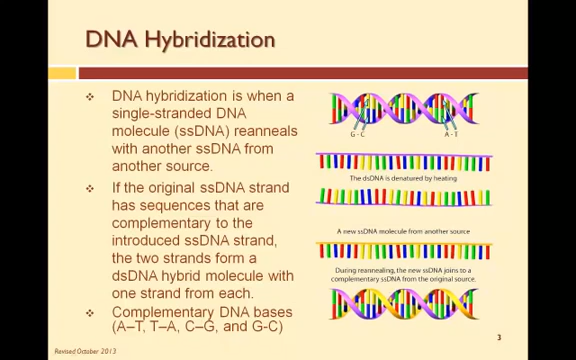 DNA Hybridization
❖ DNA hybridization is when a
single-stranded DNA
molecule (ssDNA) reanneals
with another ssDNA from
another source.
❖ If the original ssDNA strand
has sequences that are
complementary to the
introduced ssDNA strand,
the two strands form a
dsDNA hybrid molecule with
one strand from each.
❖ Complementary DNA bases
(A–T, T–A, C–G, and G-C)
G - C
A - T
The dsDNA is denatured by heating
A new ssDNA molecule from another source
During reannealing, the new ssDNA joins to a
complementary ssDNA from the original source.
3
Revised October 2013